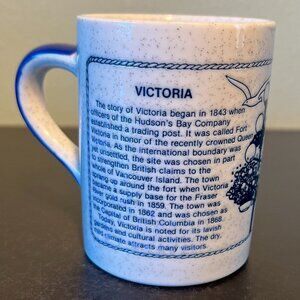 VICTORIA
The story of Victoria began in 1843 when
officers of the Hudson's Bay Company
established a trading post. It was called Fort
Victoria in honor of the recently crowned Queen
Victoria. As the international boundary was
yet unsettled, the site was chosen in part
to strengthen British claims to the
whole of Vancouver Island. The town
sprang up around the fort when Victoria
became a supply base for the Fraser
gold rush in 1859. The town was
incorporated in 1862 and was chosen as
Capital of British Columbia in 1868.
Today, Victoria is noted for its lavish
gardens and cultural activities. The dry,
mild climate attracts many visitors.